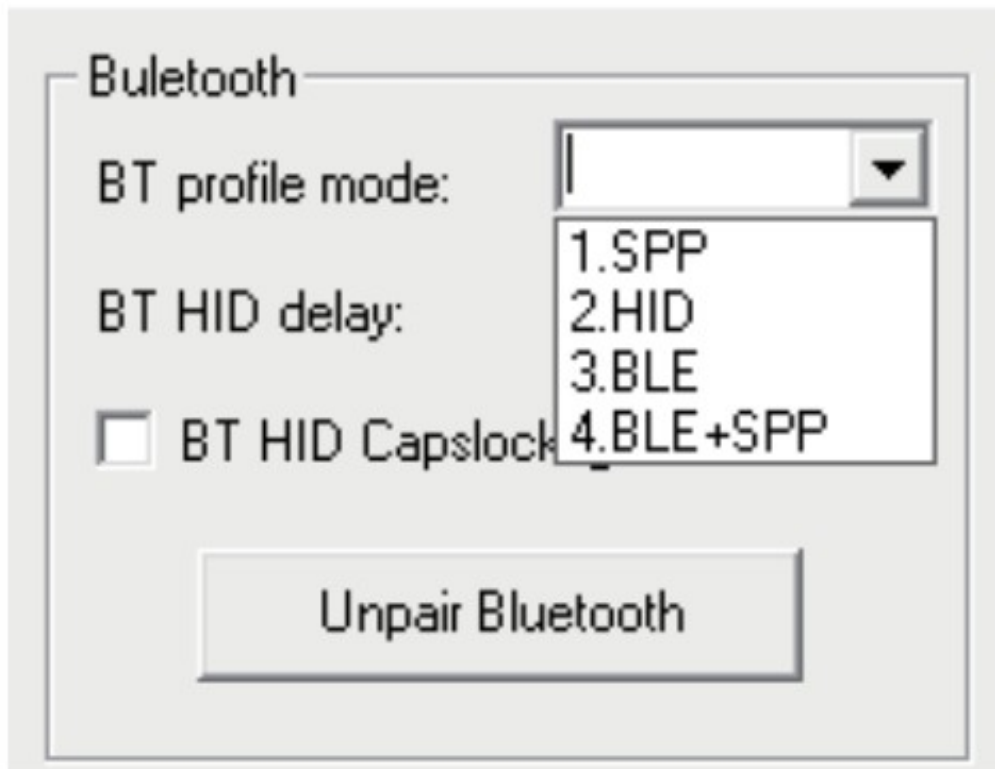 Buletooth
BT profile mode:
1.SPP
2.HID
3.BLE
4.BLE+SPP
BT HID delay:
BT HID Capslock
Unpair Bluetooth